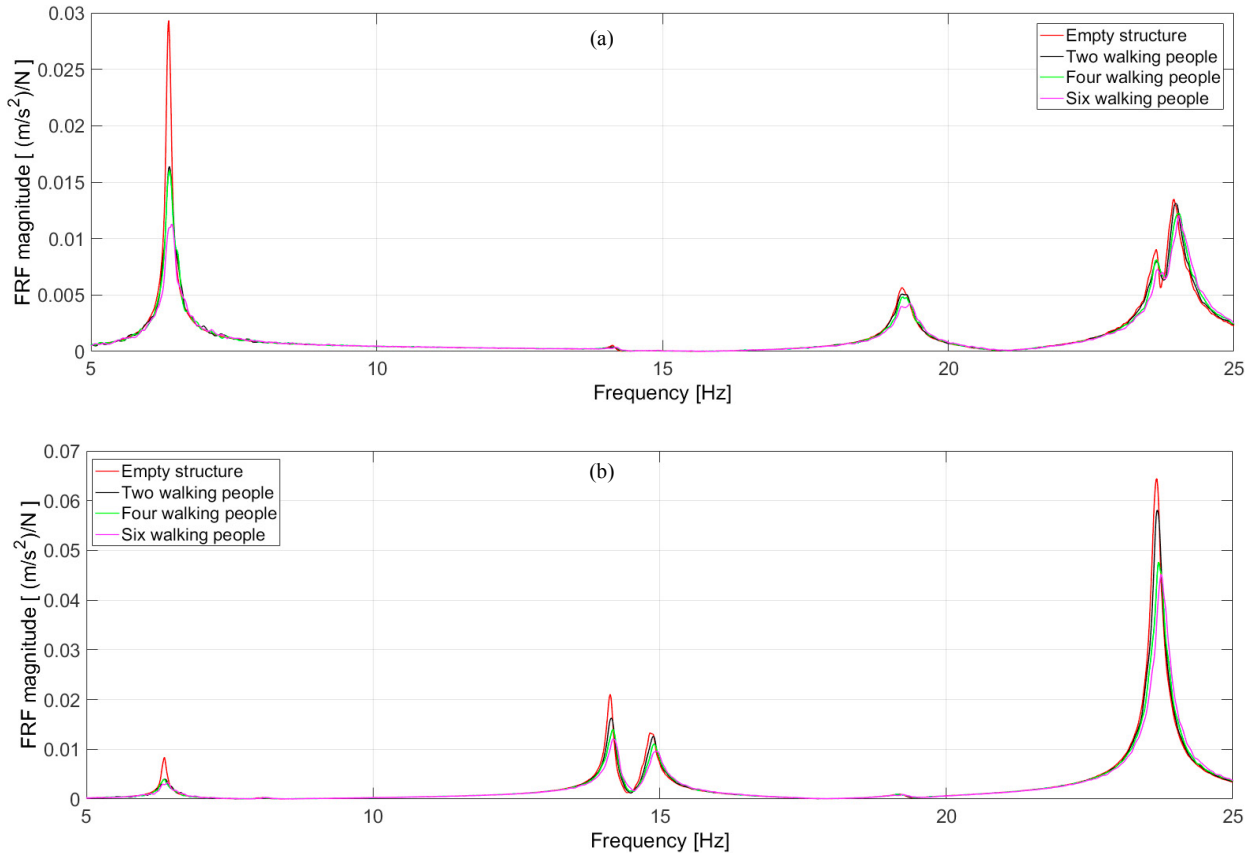 0.03
0.025
0.02
0.015
0.01
0.005
0
FRF magnitude [ (m/s²)/N ]
(a)
Empty structure
Two walking people
Four walking people
Six walking people
5
10
15
20
25
Frequency [Hz]
0.07
0.06
0.05
0.04
0.03
0.02
0.01
0
FRF magnitude [ (m/s²)/N ]
(b)
Empty structure
Two walking people
Four walking people
Six walking people
5
10
15
20
25
Frequency [Hz]